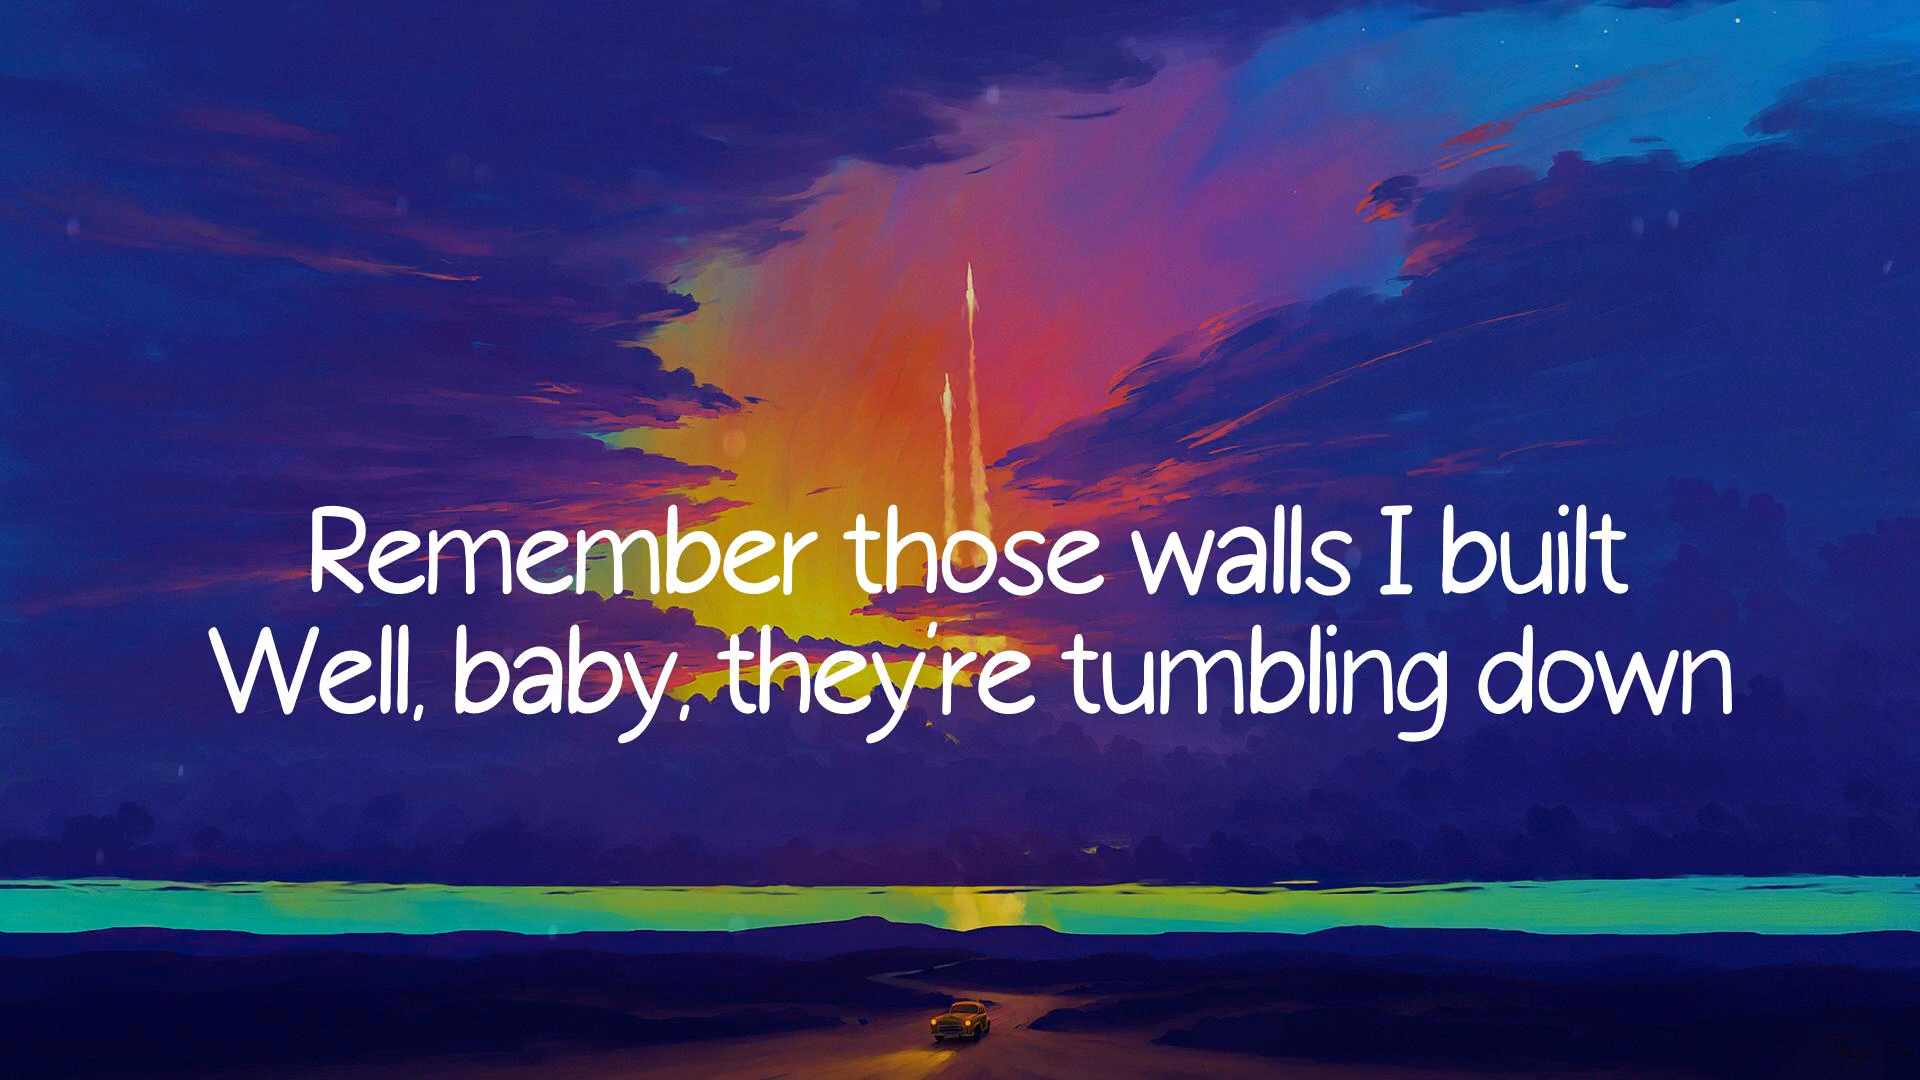 Remember those walls I built
Well, baby, they're tumbling down